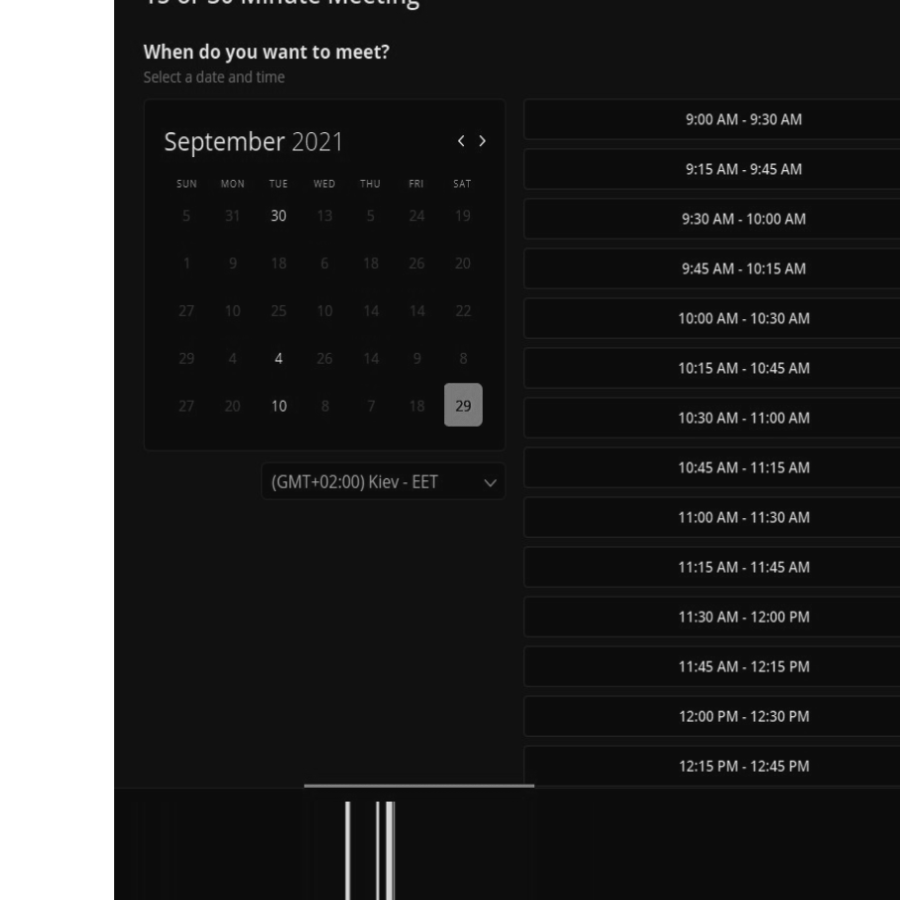 15 or 30 Minute Meeting
When do you want to meet?
Select a date and time
September 2021
SUN MON TUE WED THU FRI SAT
5 31 30 13 5 24 19
1 9 18 6 18 26 20
27 10 25 10 14 14 22
29 4 4 26 14 9 8
27 20 10 8 7 18 29
(GMT+02:00) Kiev - EET
9:00 AM - 9:30 AM
9:15 AM - 9:45 AM
9:30 AM - 10:00 AM
9:45 AM - 10:15 AM
10:00 AM - 10:30 AM
10:15 AM - 10:45 AM
10:30 AM - 11:00 AM
10:45 AM - 11:15 AM
11:00 AM - 11:30 AM
11:15 AM - 11:45 AM
11:30 AM - 12:00 PM
11:45 AM - 12:15 PM
12:00 PM - 12:30 PM
12:15 PM - 12:45 PM